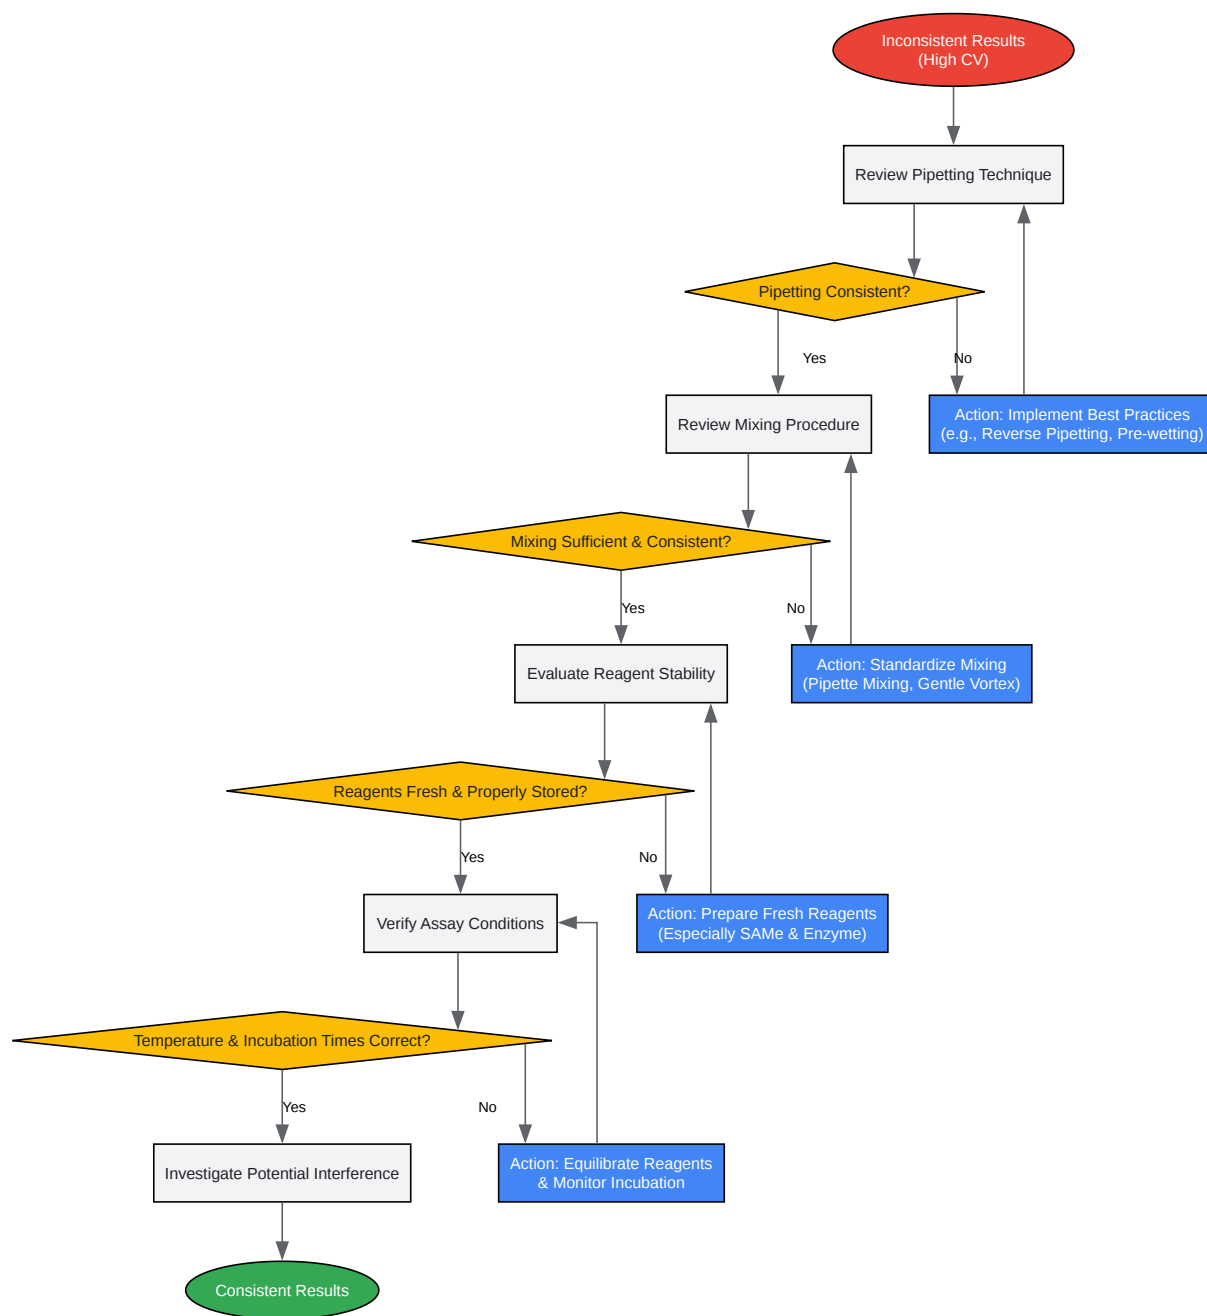 Inconsistent Results
(High CV)
Review Pipetting Technique
Pipetting Consistent?
Yes
No
Review Mixing Procedure
Action: Implement Best Practices
(e.g., Reverse Pipetting, Pre-wetting)
Mixing Sufficient & Consistent?
Yes
No
Evaluate Reagent Stability
Action: Standardize Mixing
(Pipette Mixing, Gentle Vortex)
Reagents Fresh & Properly Stored?
Yes
No
Verify Assay Conditions
Action: Prepare Fresh Reagents
(Especially SAMe & Enzyme)
Temperature & Incubation Times Correct?
Yes
No
Investigate Potential Interference
Action: Equilibrate Reagents
& Monitor Incubation
Consistent Results